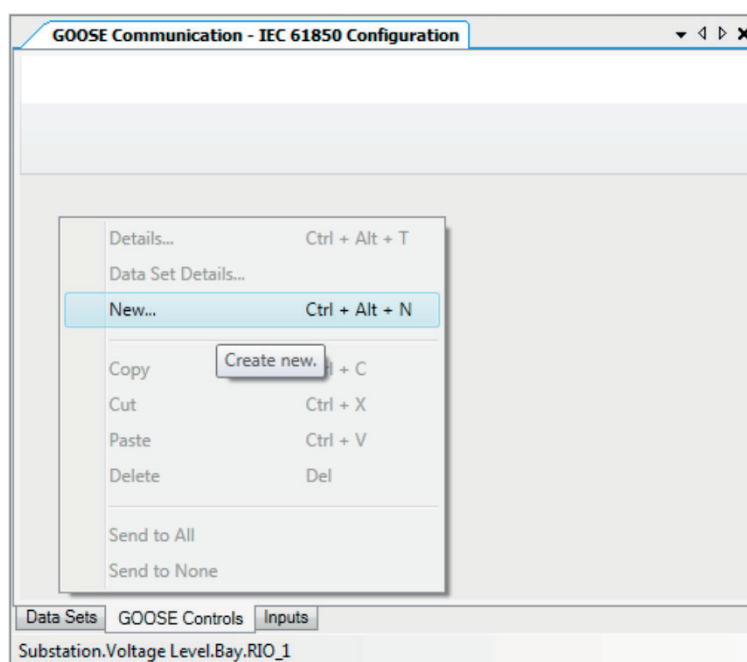 GOOSE Communication - IEC 61850 Configuration
Details... Ctrl + Alt + T
Data Set Details...
New... Ctrl + Alt + N
Create new.
Copy + C
Cut Ctrl + X
Paste Ctrl + V
Delete Del
Send to All
Send to None
Data Sets GOOSE Controls Inputs
Substation.Voltage Level.Bay.RIO_1